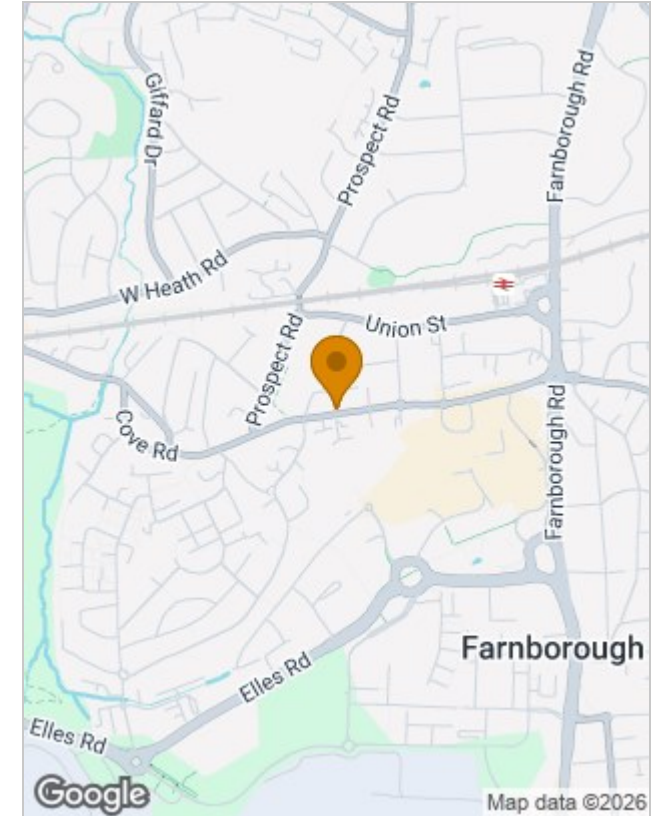 Giffard Dr
Prospect Rd
Farnborough Rd
W Heath Rd
Union St
Prospect Rd
Cove Rd
Farnborough Rd
Farnborough
Elles Rd
Elles Rd
Google
Map data ©2026